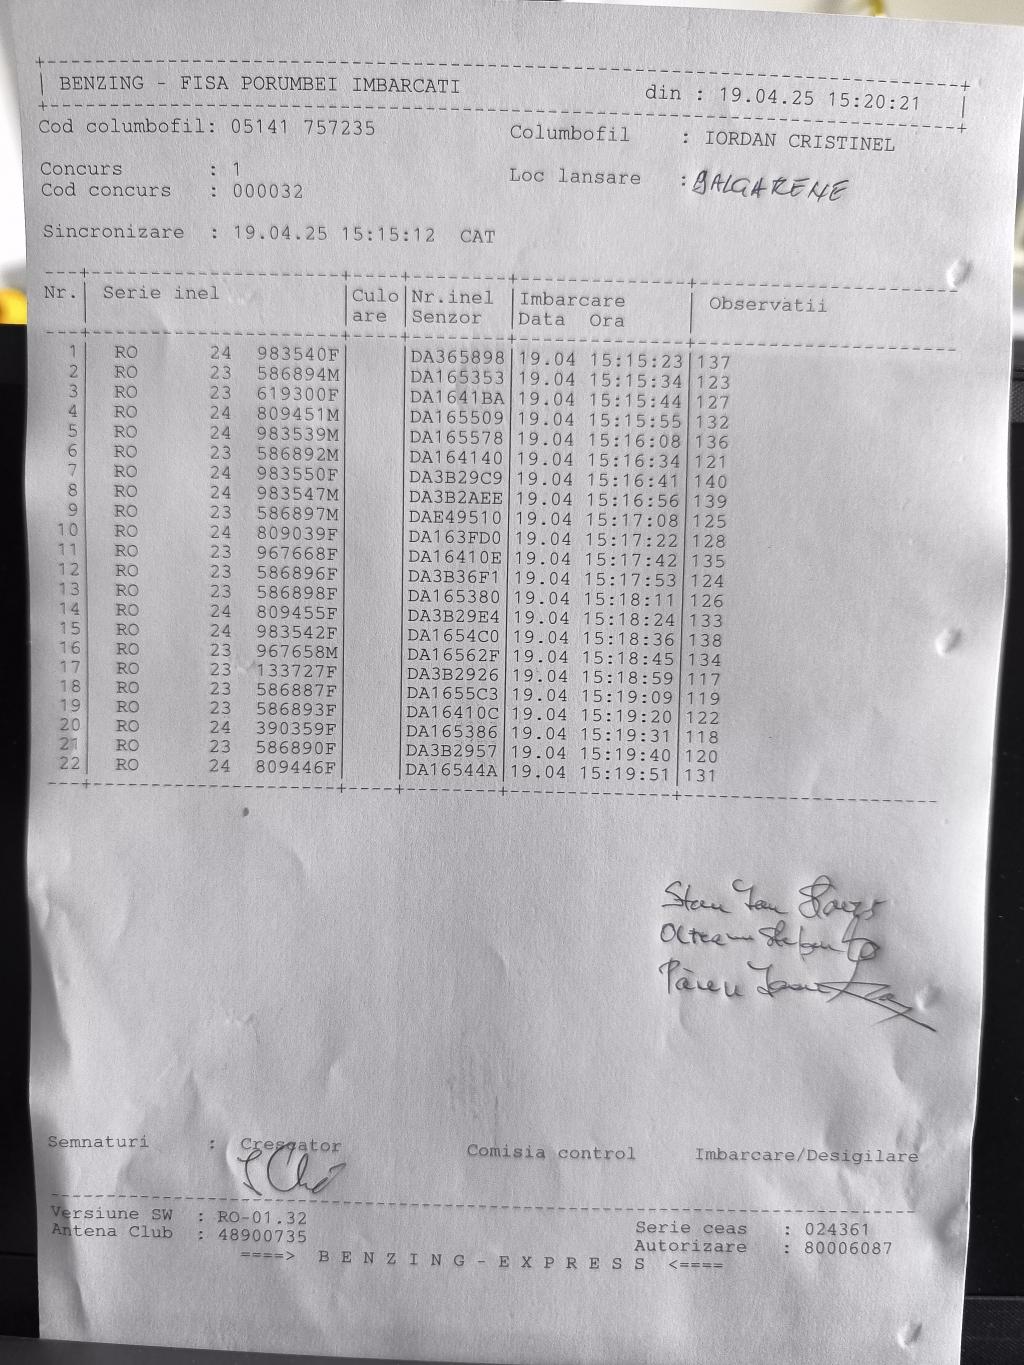 BENZING - FISA PORUMBEI IMBARCATI din : 19.04.25 15:20:21
Cod columbofil: 05141 757235 Columbofil : IORDAN CRISTINEL
Concurs : 1 Loc lansare : BALGARENE
Cod concurs : 000032
Sincronizare : 19.04.25 15:15:12 CAT
Nr. Serie inel Culo Nr.inel Imbarcare Observatii
are Senzor Data Ora
1 RO 24 983540F DA365898 19.04 15:15:23 137
2 RO 23 586894M DA165353 19.04 15:15:34 123
3 RO 23 619300F DA1641BA 19.04 15:15:44 127
4 RO 24 809451M DA165509 19.04 15:15:55 132
5 RO 24 983539M DA165578 19.04 15:16:08 136
6 RO 23 586892M DA164140 19.04 15:16:34 121
7 RO 24 983550F DA3B29C9 19.04 15:16:41 140
8 RO 24 983547M DA3B2AEE 19.04 15:16:56 139
9 RO 23 586897M DAE49510 19.04 15:17:08 125
10 RO 24 809039F DA163FD0 19.04 15:17:22 128
11 RO 23 967668F DA16410E 19.04 15:17:42 135
12 RO 23 586896F DA3B36F1 19.04 15:17:53 124
13 RO 23 586898F DA165380 19.04 15:18:11 126
14 RO 24 809455F DA3B29E4 19.04 15:18:24 133
15 RO 24 983542F DA1654C0 19.04 15:18:36 138
16 RO 23 967658M DA16562F 19.04 15:18:45 134
17 RO 23 133727F DA3B2926 19.04 15:18:59 117
18 RO 23 586887F DA1655C3 19.04 15:19:09 119
19 RO 23 586893F DA16410C 19.04 15:19:20 122
20 RO 24 390359F DA165386 19.04 15:19:31 118
21 RO 23 586890F DA3B2957 19.04 15:19:40 120
22 RO 24 809446F DA16544A 19.04 15:19:51 131
Stan
Semnaturi : Crescator Comisia control Imbarcare/Desigilare
Versiune SW : RO-01.32 Serie ceas : 024361
Antena Club : 48900735 Autorizare : 80006087
====> B E N Z I N G - E X P R E S S <====